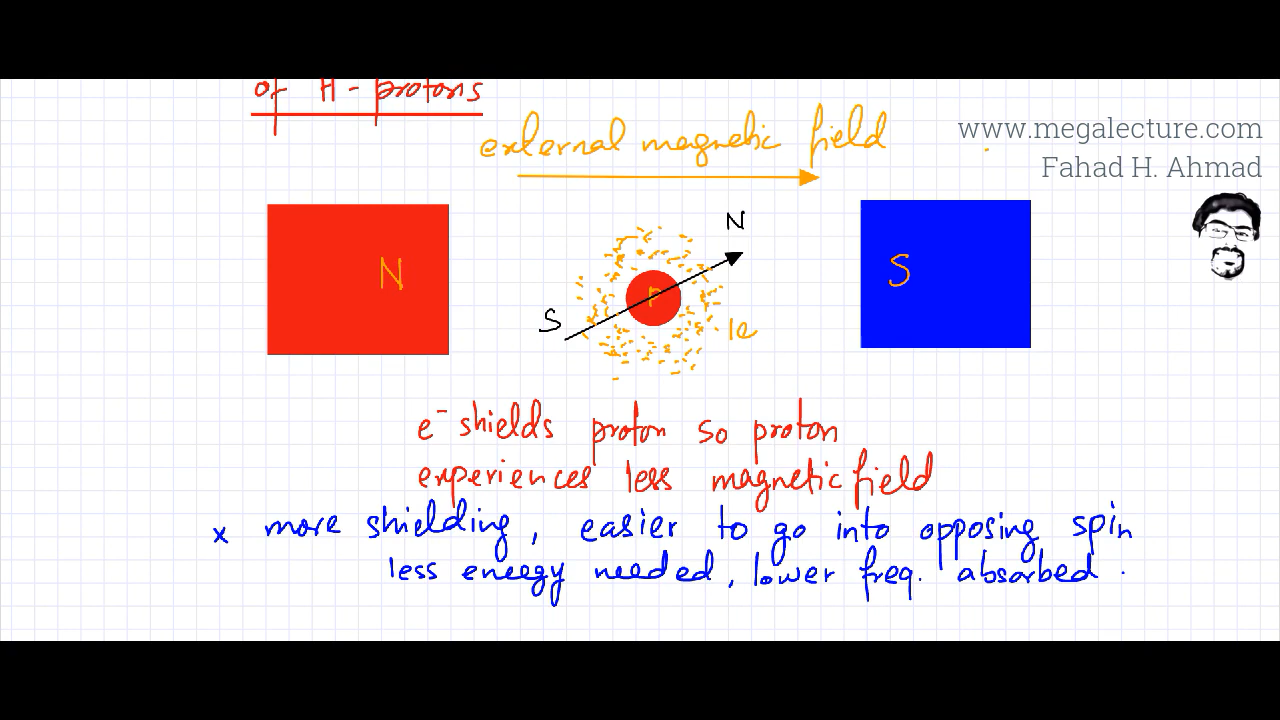 of H-protons
external magnetic field
www.megalecture.com
Fahad H. Ahmad
N
N
S
P
S
1e
e⁻ shields proton so proton
experiences less magnetic field
x more shielding, easier to go into opposing spin
less energy needed, lower freq. absorbed.